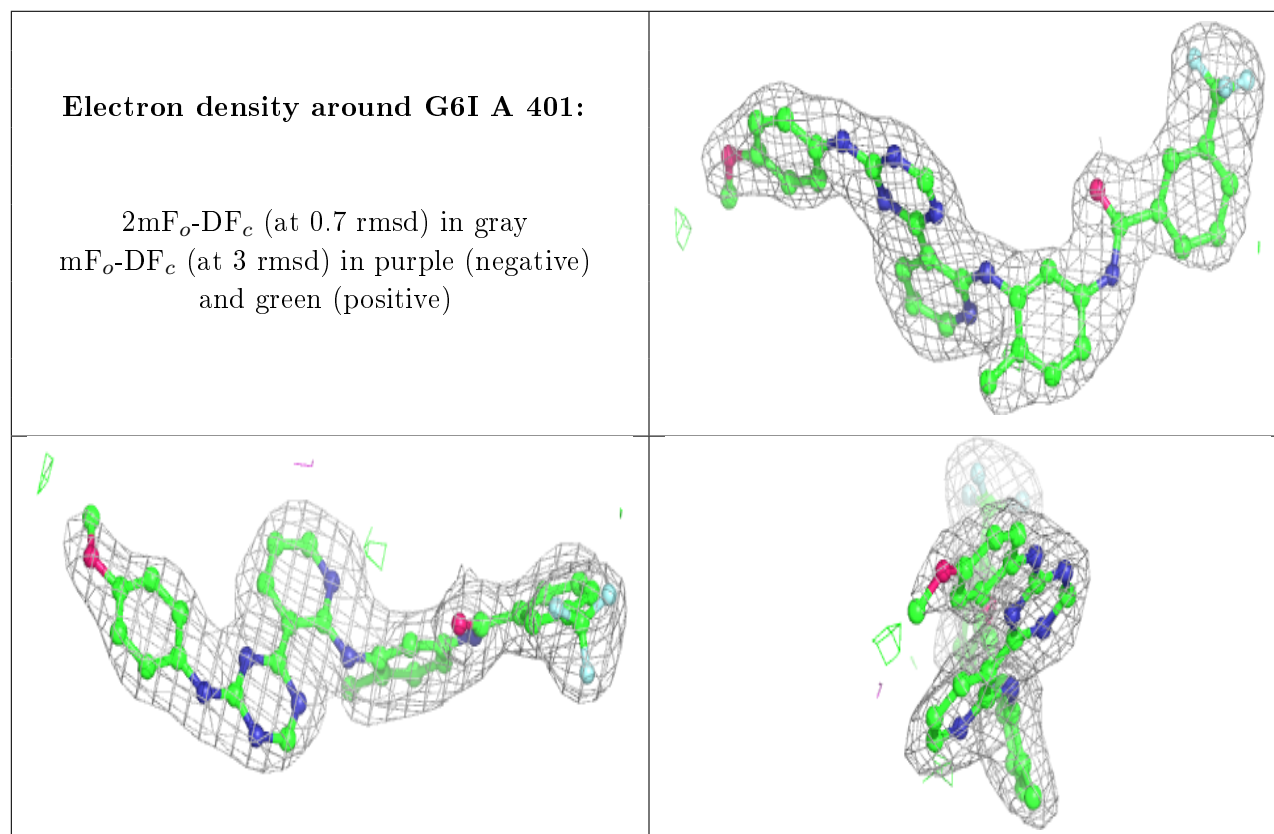 Electron density around G6I A 401:
2mFo-DFc (at 0.7 rmsd) in gray
mFo-DFc (at 3 rmsd) in purple (negative)
and green (positive)